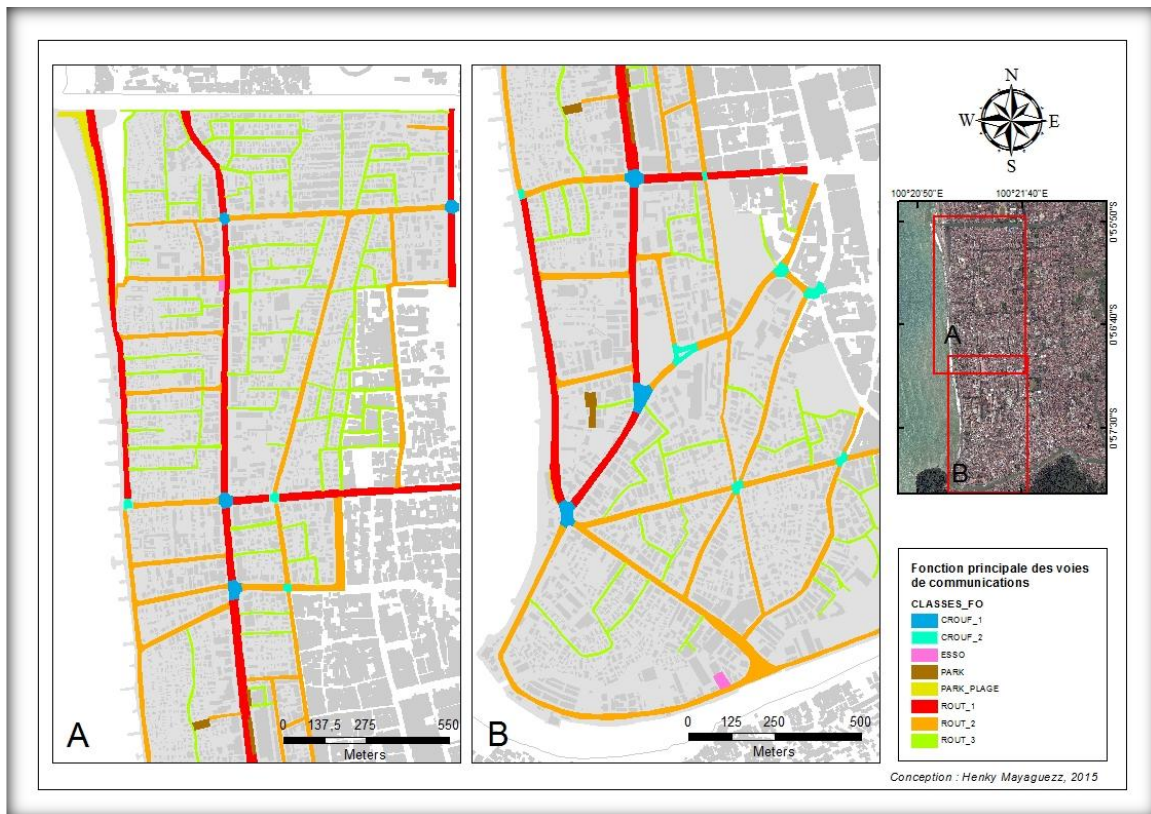 A
0 137,5 275 550
Meters
B
0 125 250 500
Meters
N
W E
S
100°20'50"E 100°21'40"E
0°55'50"S
0°56'40"S
0°57'30"S
A
B
Fonction principale des voies
de communications
CLASSES_FO
CROUF_1
CROUF_2
ESSO
PARK
PARK_PLAGE
ROUT_1
ROUT_2
ROUT_3
Conception : Henky Mayaguezz, 2015